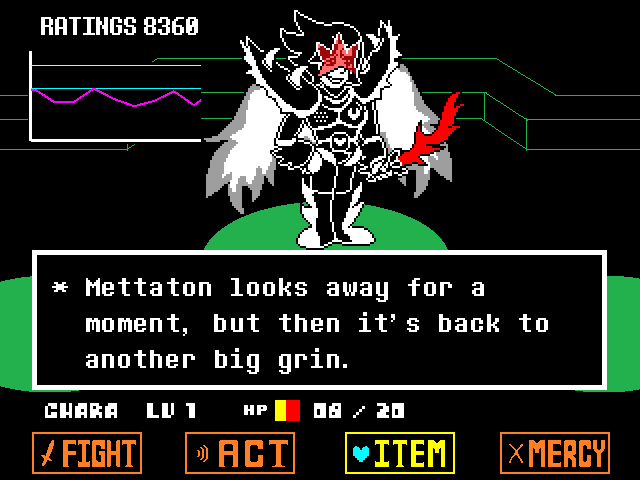 RATINGS 8360
* Mettaton looks away for a
moment, but then it's back to
another big grin.
CHARA LV 1 HP 08 / 20
FIGHT ACT ITEM MERCY